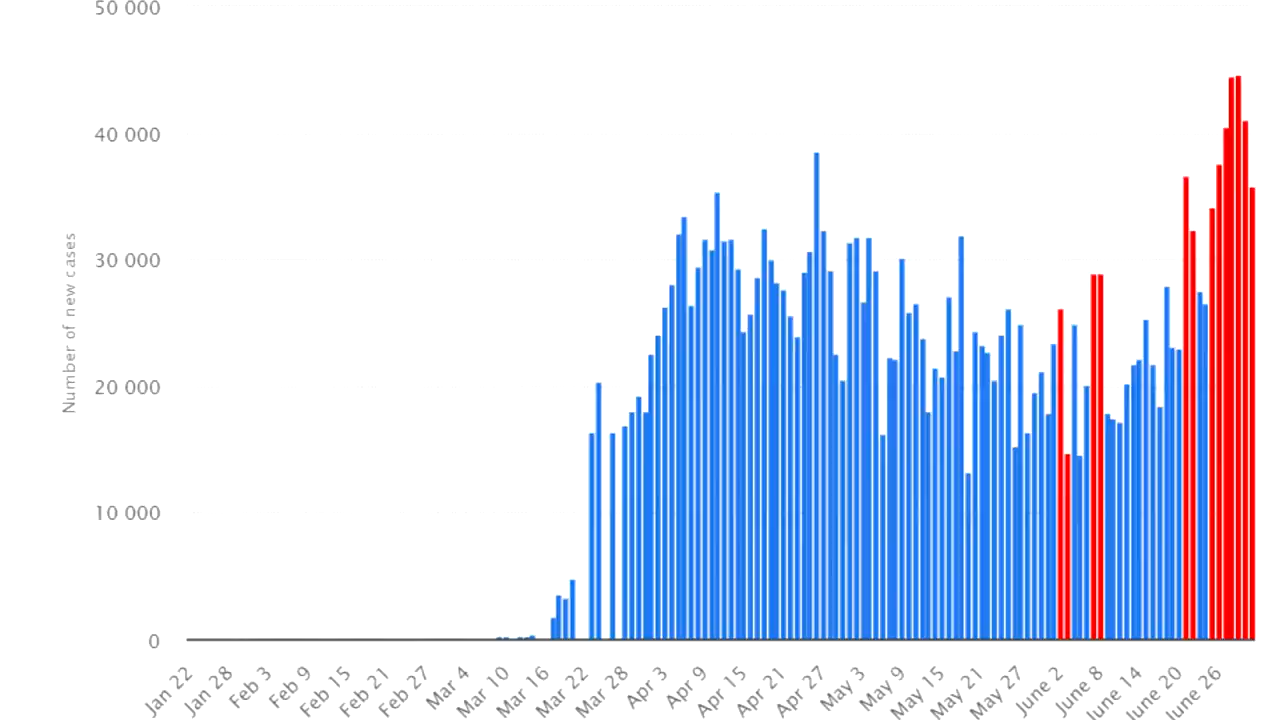 50 000
40 000
30 000
20 000
10 000
0
Number of new cases
Jan 22
Jan 28
Feb 3
Feb 9
Feb 15
Feb 21
Feb 27
Mar 4
Mar 10
Mar 16
Mar 22
Mar 28
Apr 3
Apr 9
Apr 15
Apr 21
Apr 27
May 3
May 9
May 15
May 21
May 27
June 2
June 8
June 14
June 20
June 26